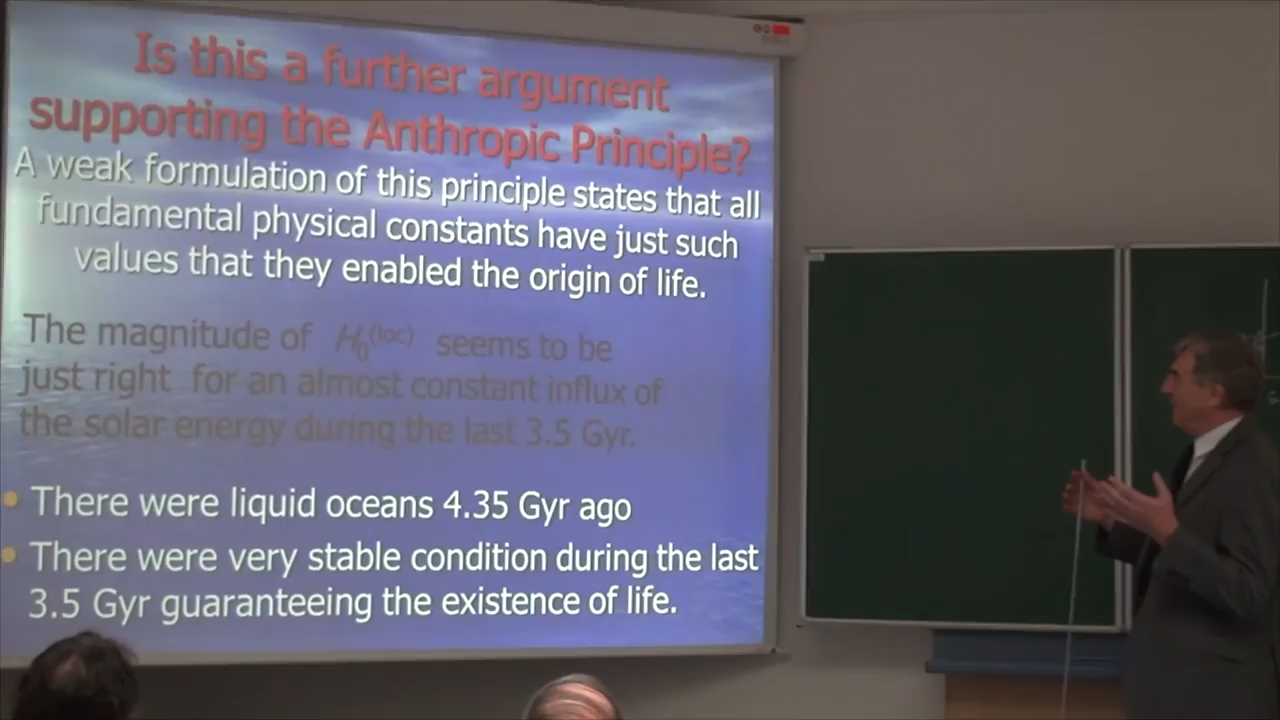 Is this a further argument
supporting the Anthropic Principle?
A weak formulation of this principle states that all
fundamental physical constants have just such
values that they enabled the origin of life.
The magnitude of H₀⁽ˡᵒᶜ⁾ seems to be
just right for an almost constant influx of
the solar energy during the last 3.5 Gyr.
• There were liquid oceans 4.35 Gyr ago
• There were very stable condition during the last
3.5 Gyr guaranteeing the existence of life.